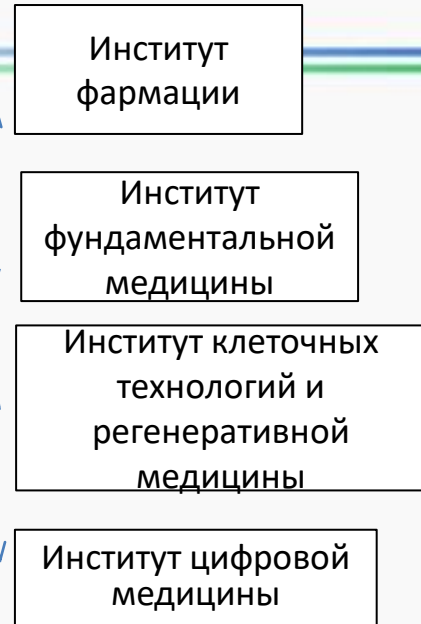 Институт
фармации
Институт
фундаментальной
медицины
Институт клеточных
технологий и
регенеративной
медицины
Институт цифровой
медицины